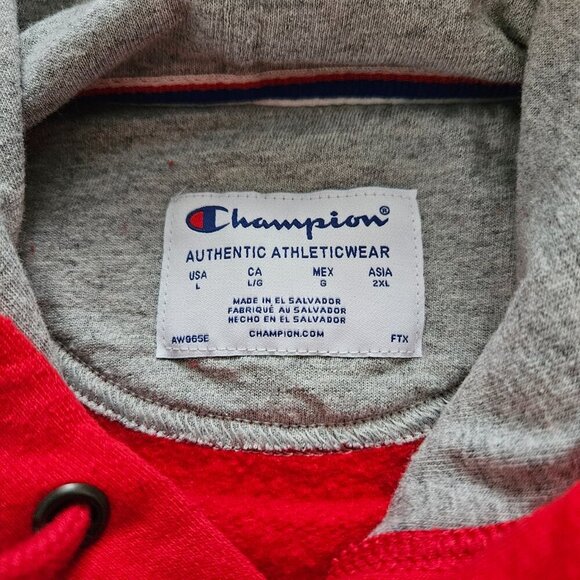 Champion®
AUTHENTIC ATHLETICWEAR
USA CA MEX ASIA
L L/G G 2XL
MADE IN EL SALVADOR
FABRIQUÉ AU SALVADOR
HECHO EN EL SALVADOR
AW965E CHAMPION.COM FTX